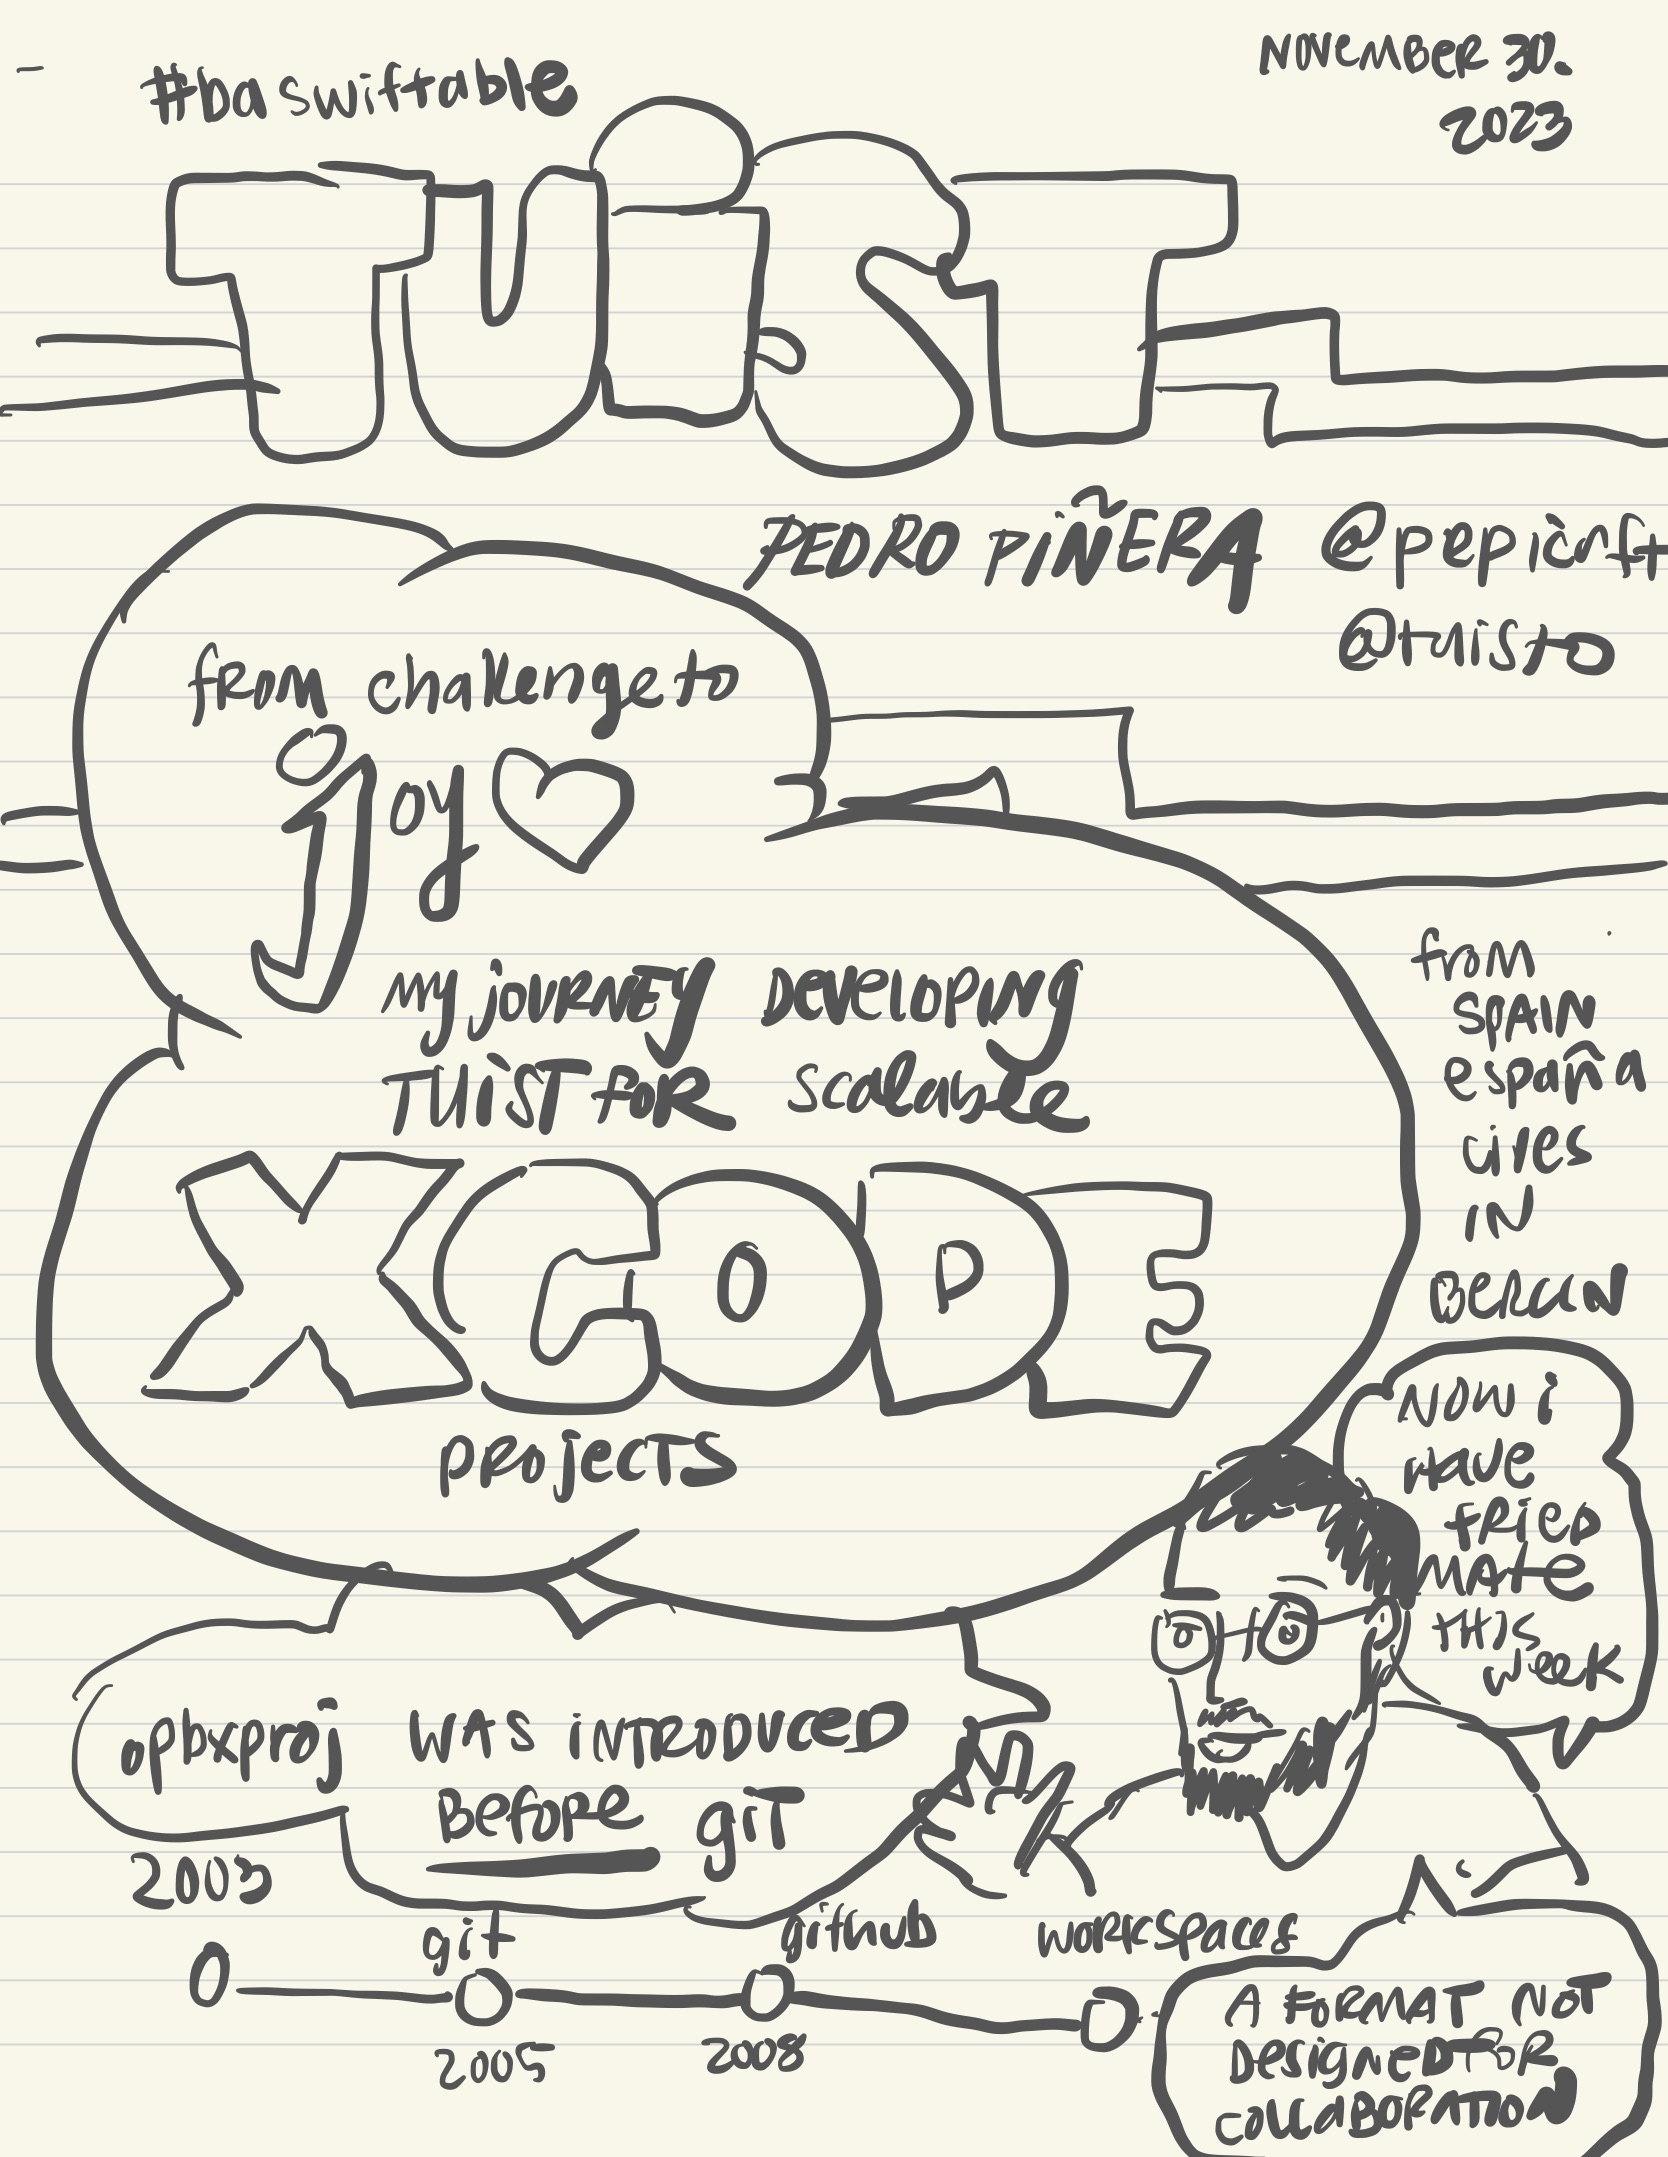 #baswiftable
NOVEMBER 30.
2023
TUiST
PEDRO PiÑERA @pepicrft
@tuisto
from challenge to
joy
my journey DEVELOPING
TUiST for scalable
XCODE
projects
from
SPAIN
españa
lives
IN
BERLIN
NOW i
HAVE
TRIED
MATE
THIS
week
pbxproj WAS iNTRODUCED
BEfORE giT
2003
git
github
workspaces
2005
2008
A FORMAT NOT
DESiGNED FOR
COLLABORATION